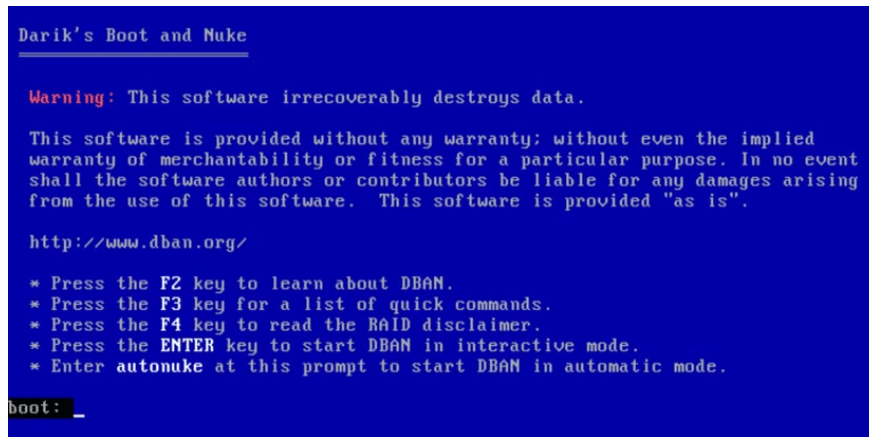 Darik's Boot and Nuke
Warning: This software irrecoverably destroys data.
This software is provided without any warranty; without even the implied
warranty of merchantability or fitness for a particular purpose. In no event
shall the software authors or contributors be liable for any damages arising
from the use of this software.  This software is provided "as is".
http://www.dban.org/
* Press the F2 key to learn about DBAN.
* Press the F3 key for a list of quick commands.
* Press the F4 key to read the RAID disclaimer.
* Press the ENTER key to start DBAN in interactive mode.
* Enter autonuke at this prompt to start DBAN in automatic mode.
boot: _